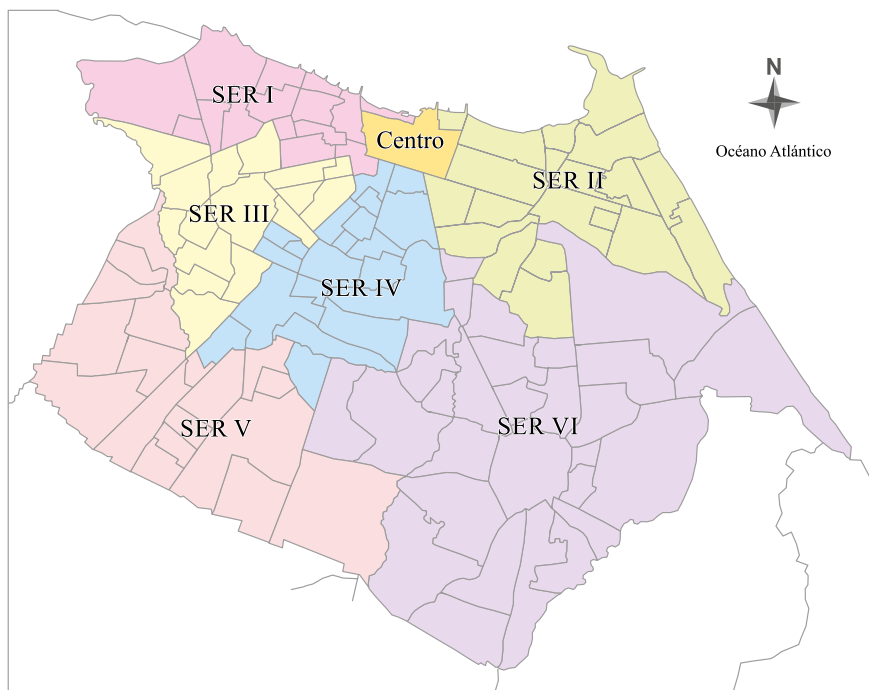 N
Océano Atlántico
SER I
Centro
SER II
SER III
SER IV
SER V
SER VI